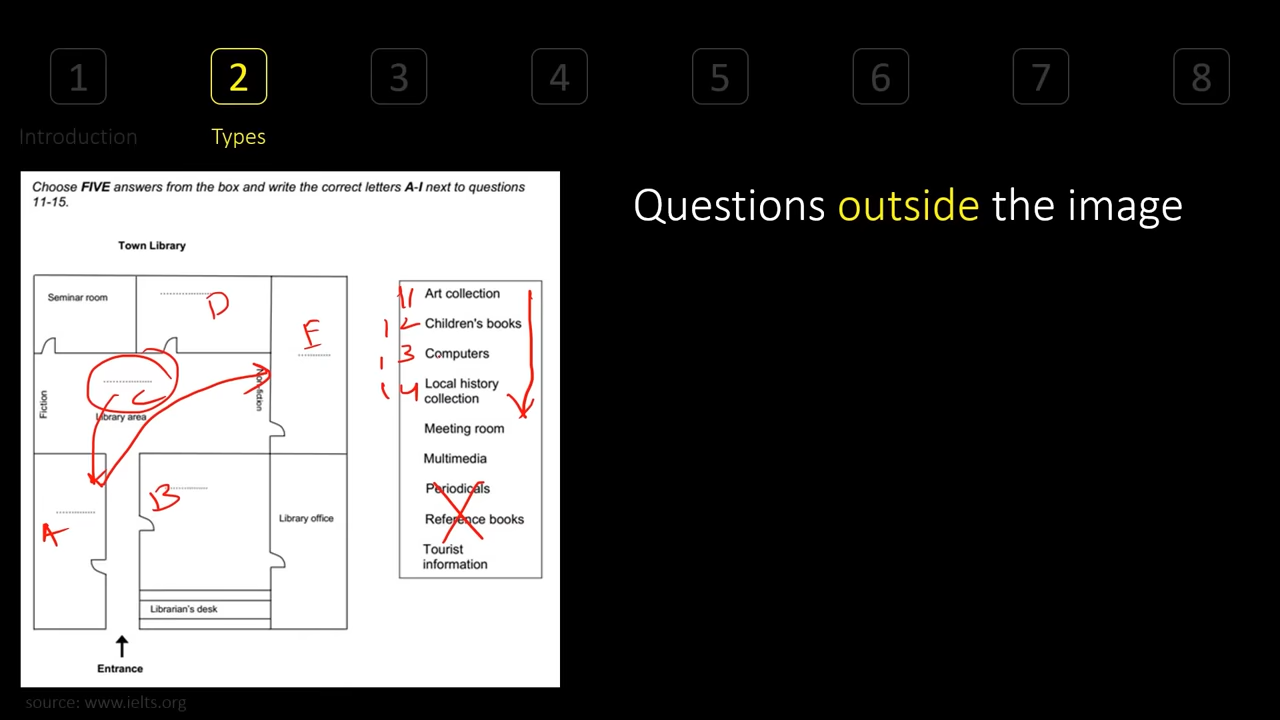 1 2 3 4 5 6 7 8
Introduction Types
Questions outside the image
Choose FIVE answers from the box and write the correct letters A-I next to questions
11-15.
Town Library
Seminar room
D
E
C
Library area
Fiction
Non-fiction
A
B
Library office
Librarian's desk
Entrance
11 Art collection
12 Children's books
13 Computers
14 Local history
collection
Meeting room
Multimedia
Periodicals
Reference books
Tourist
information
source: www.ielts.org